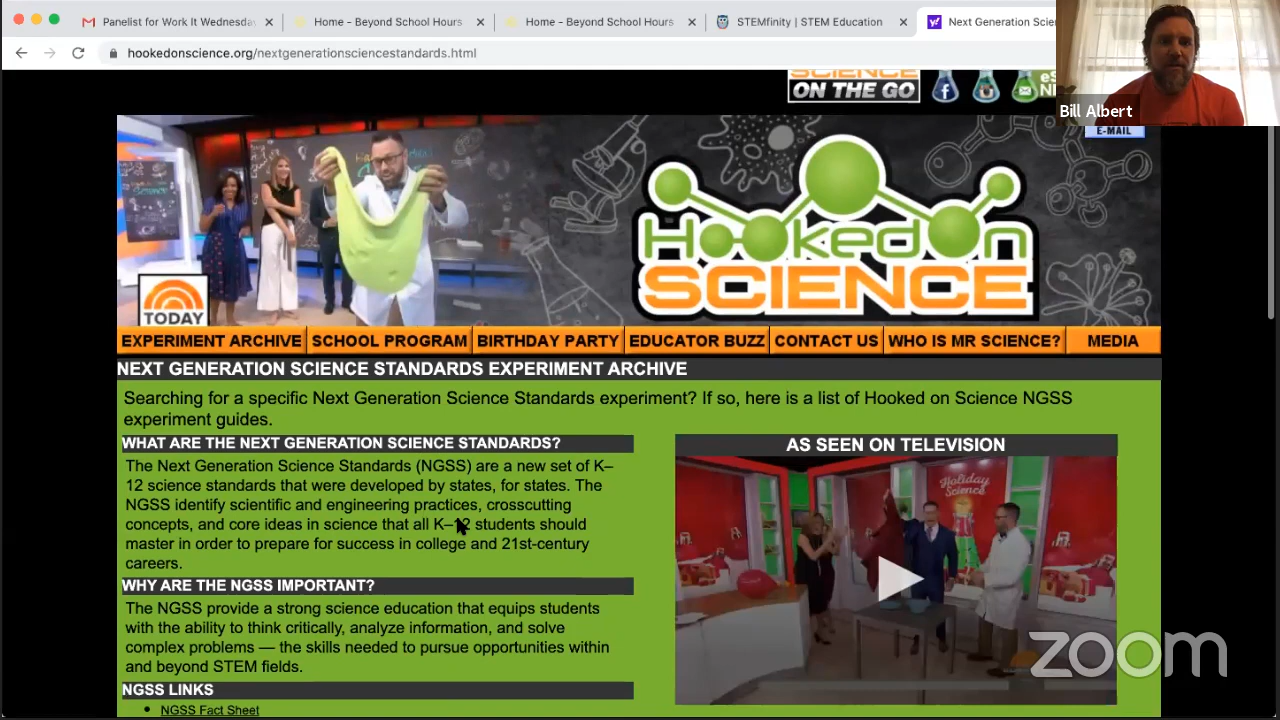 Panelist for Work It Wednesday
Home - Beyond School Hours
Home - Beyond School Hours
STEMfinity | STEM Education
Next Generation Scien
hookedonscience.org/nextgenerationsciencestandards.html
Bill Albert
SCIENCE
ON THE GO
E-MAIL
TODAY
Hooked On
SCIENCE
EXPERIMENT ARCHIVE
SCHOOL PROGRAM
BIRTHDAY PARTY
EDUCATOR BUZZ
CONTACT US
WHO IS MR SCIENCE?
MEDIA
NEXT GENERATION SCIENCE STANDARDS EXPERIMENT ARCHIVE
Searching for a specific Next Generation Science Standards experiment? If so, here is a list of Hooked on Science NGSS
experiment guides.
WHAT ARE THE NEXT GENERATION SCIENCE STANDARDS?
The Next Generation Science Standards (NGSS) are a new set of K–
12 science standards that were developed by states, for states. The
NGSS identify scientific and engineering practices, crosscutting
concepts, and core ideas in science that all K–12 students should
master in order to prepare for success in college and 21st-century
careers.
WHY ARE THE NGSS IMPORTANT?
The NGSS provide a strong science education that equips students
with the ability to think critically, analyze information, and solve
complex problems — the skills needed to pursue opportunities within
and beyond STEM fields.
NGSS LINKS
• NGSS Fact Sheet
AS SEEN ON TELEVISION
Holiday
Science
zoom